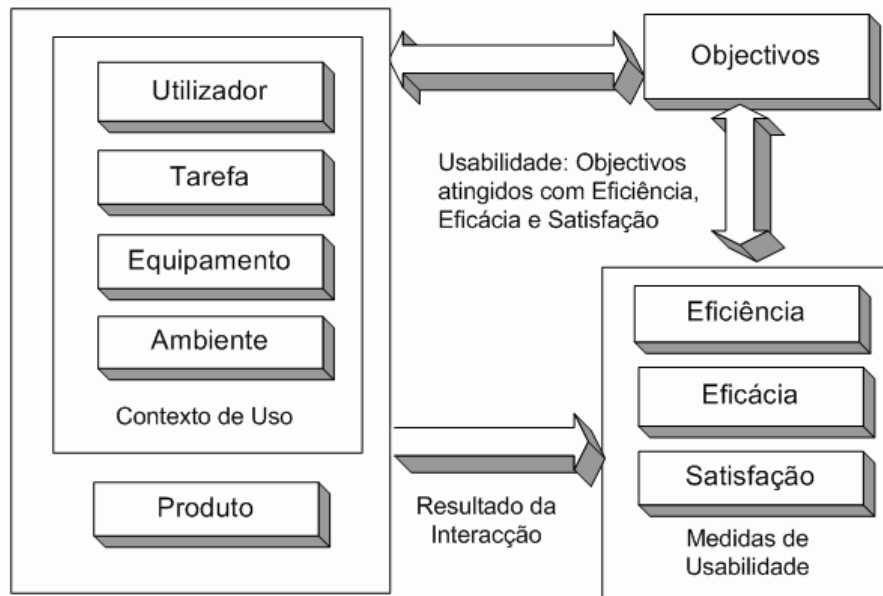 Utilizador
Tarefa
Equipamento
Ambiente
Contexto de Uso
Produto
Objectivos
Usabilidade: Objectivos
atingidos com Eficiência,
Eficácia e Satisfação
Resultado da
Interacção
Eficiência
Eficácia
Satisfação
Medidas de
Usabilidade